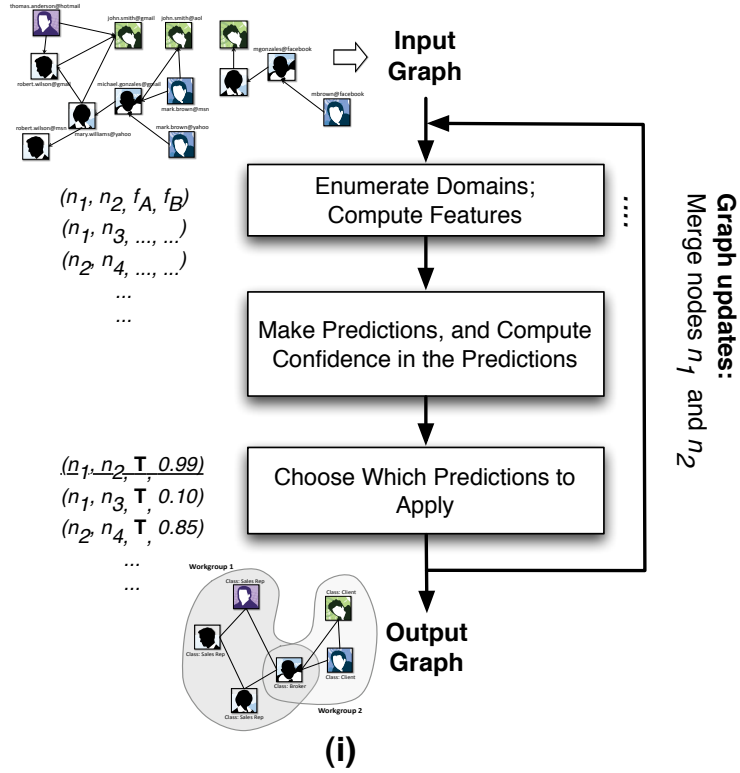 thomas.anderson@hotmail
john.smith@gmail
john.smith@aol
robert.wilson@gmail
michael.gonzales@gmail
mark.brown@msn
robert.wilson@msn
mary.williams@yahoo
mark.brown@yahoo
mgonzales@facebook
mbrown@facebook
Input
Graph
Enumerate Domains;
Compute Features
....
(n1, n2, fA, fB)
(n1, n3, ..., ...)
(n2, n4, ..., ...)
...
...
Make Predictions, and Compute
Confidence in the Predictions
Graph updates:
Merge nodes n1 and n2
(n1, n2, T, 0.99)
(n1, n3, T, 0.10)
(n2, n4, T, 0.85)
...
...
Choose Which Predictions to
Apply
Workgroup 1
Class: Sales Rep
Class: Client
Class: Sales Rep
Class: Broker
Class: Client
Class: Sales Rep
Workgroup 2
Output
Graph
(i)